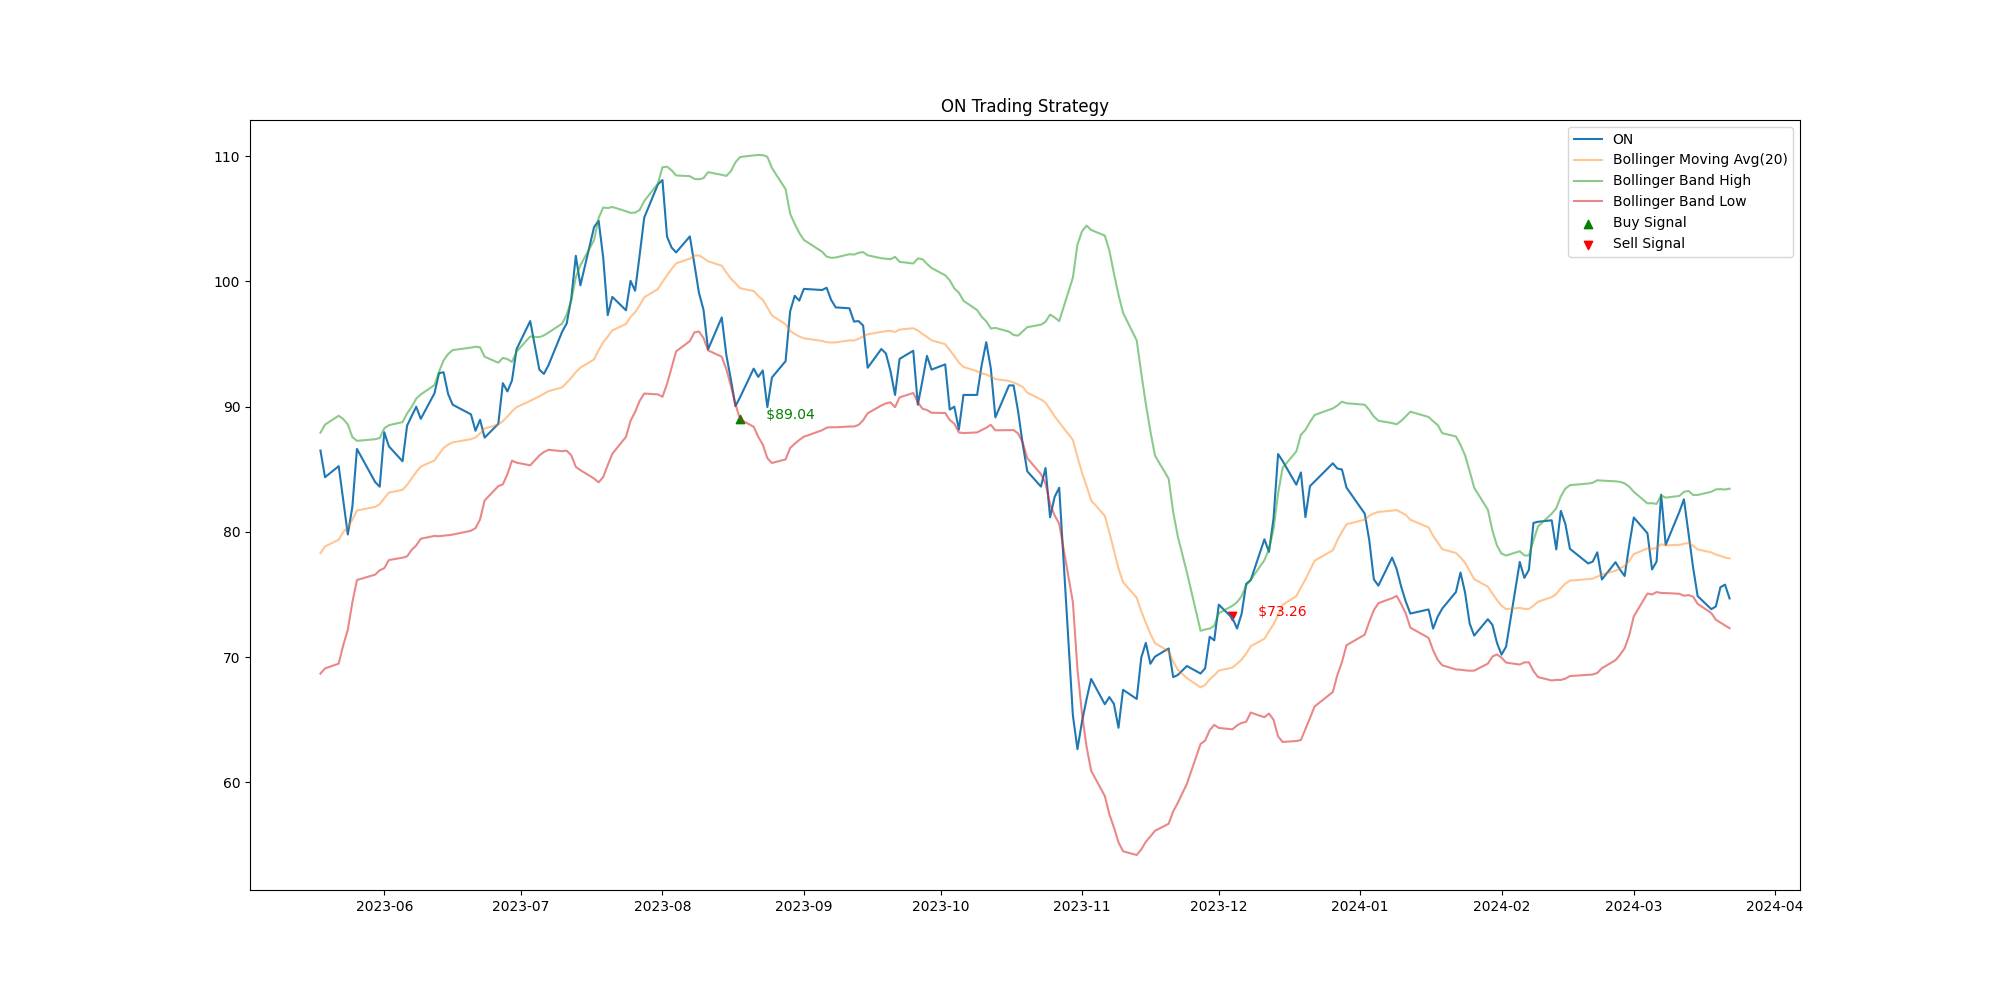 ON Trading Strategy
110
100
90
80
70
60
ON
Bollinger Moving Avg(20)
Bollinger Band High
Bollinger Band Low
Buy Signal
Sell Signal
$89.04
$73.26
2023-06
2023-07
2023-08
2023-09
2023-10
2023-11
2023-12
2024-01
2024-02
2024-03
2024-04